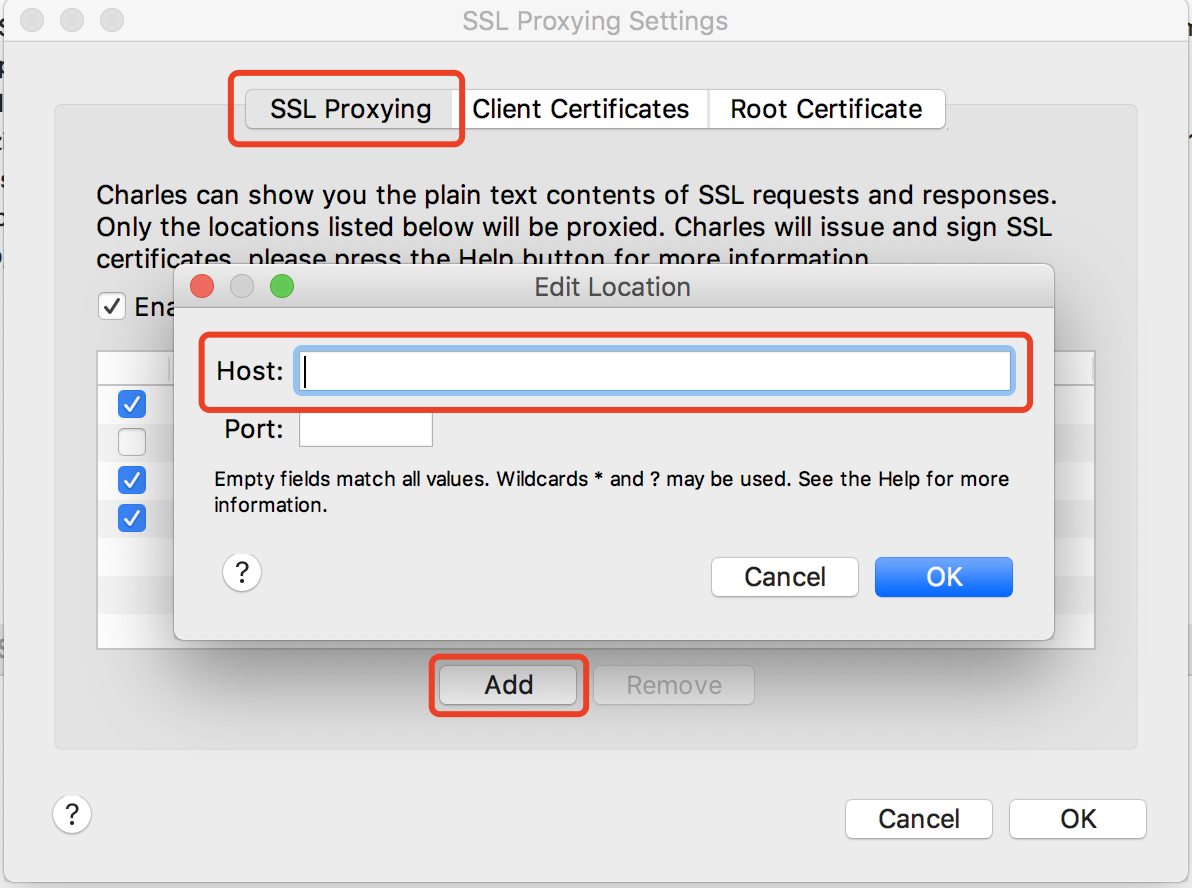 SSL Proxying Settings
SSL Proxying
Client Certificates
Root Certificate
Charles can show you the plain text contents of SSL requests and responses.
Only the locations listed below will be proxied. Charles will issue and sign SSL
certificates, please press the Help button for more information.
Ena
Edit Location
Host:
Port:
Empty fields match all values. Wildcards * and ? may be used. See the Help for more
information.
?
Cancel
OK
Add
Remove
?
Cancel
OK